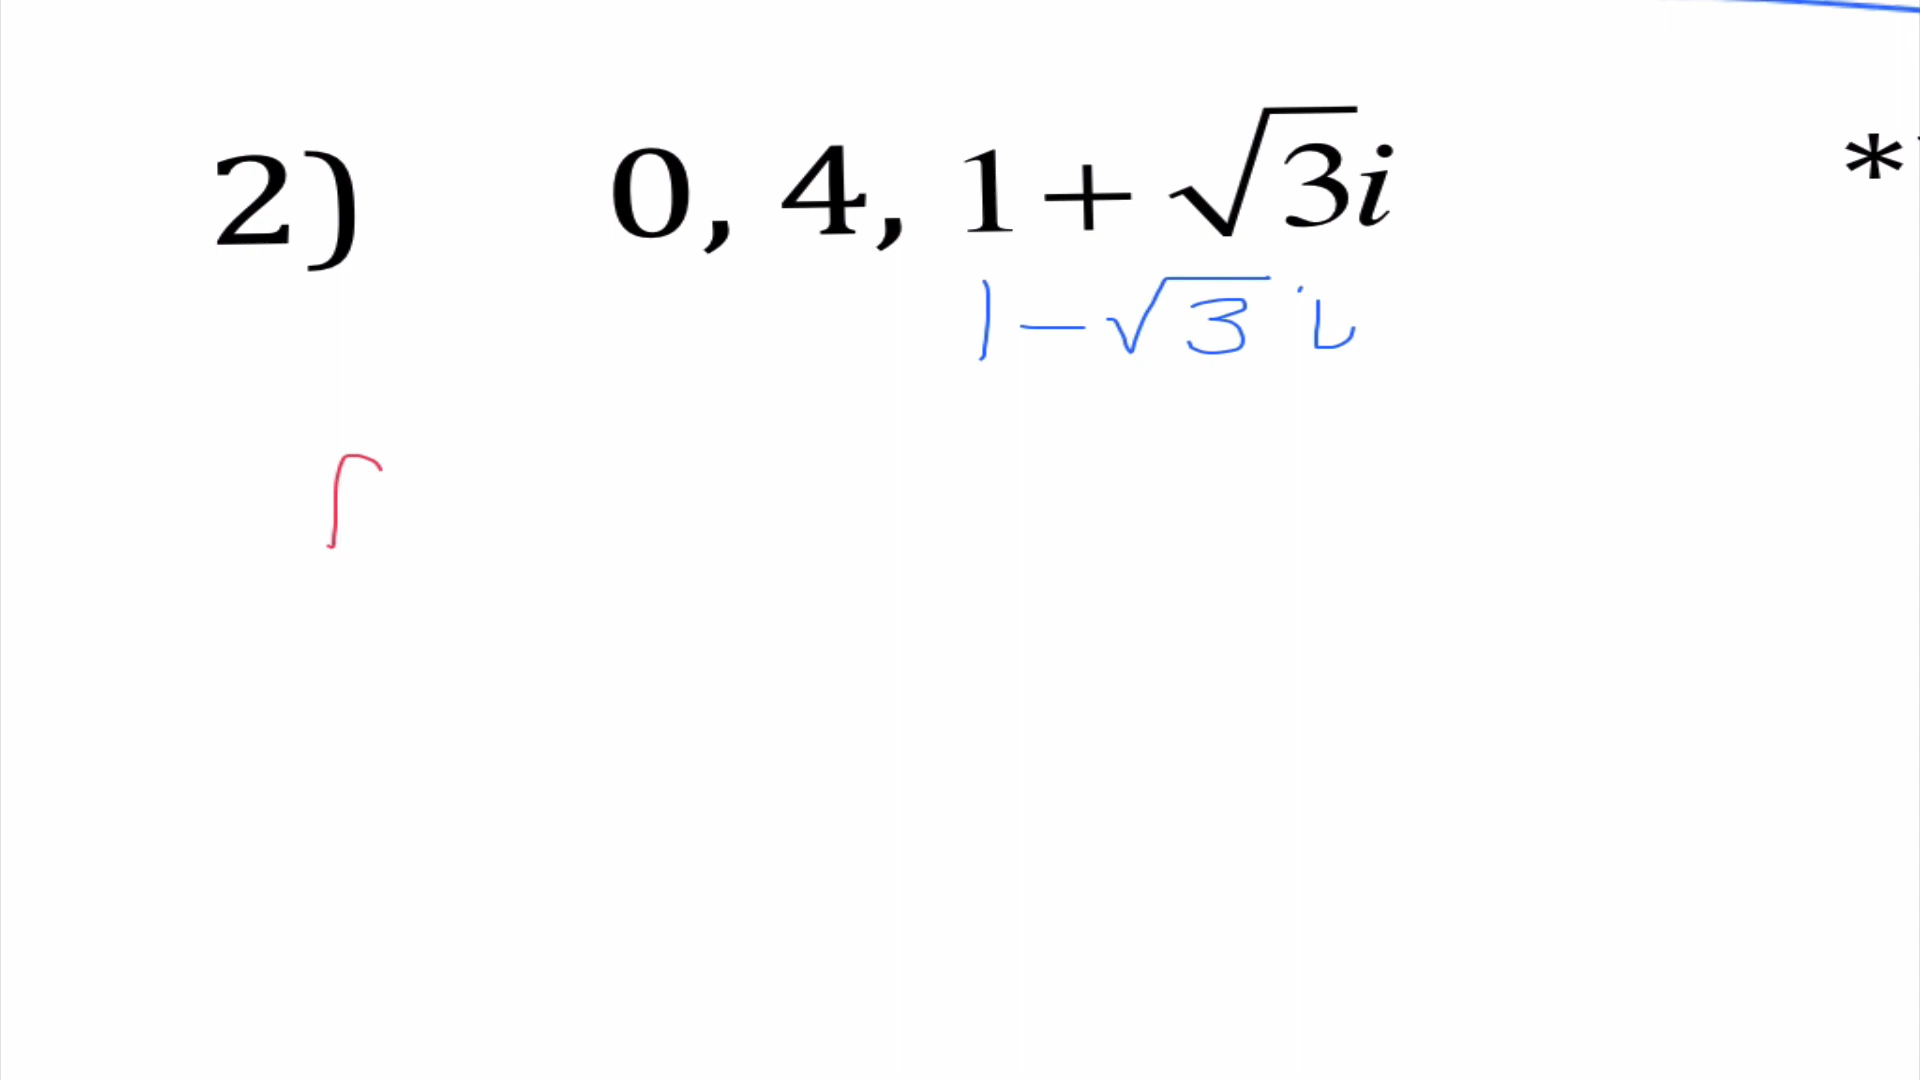 2) 0, 4, 1 + √3i *
1 − √3 i